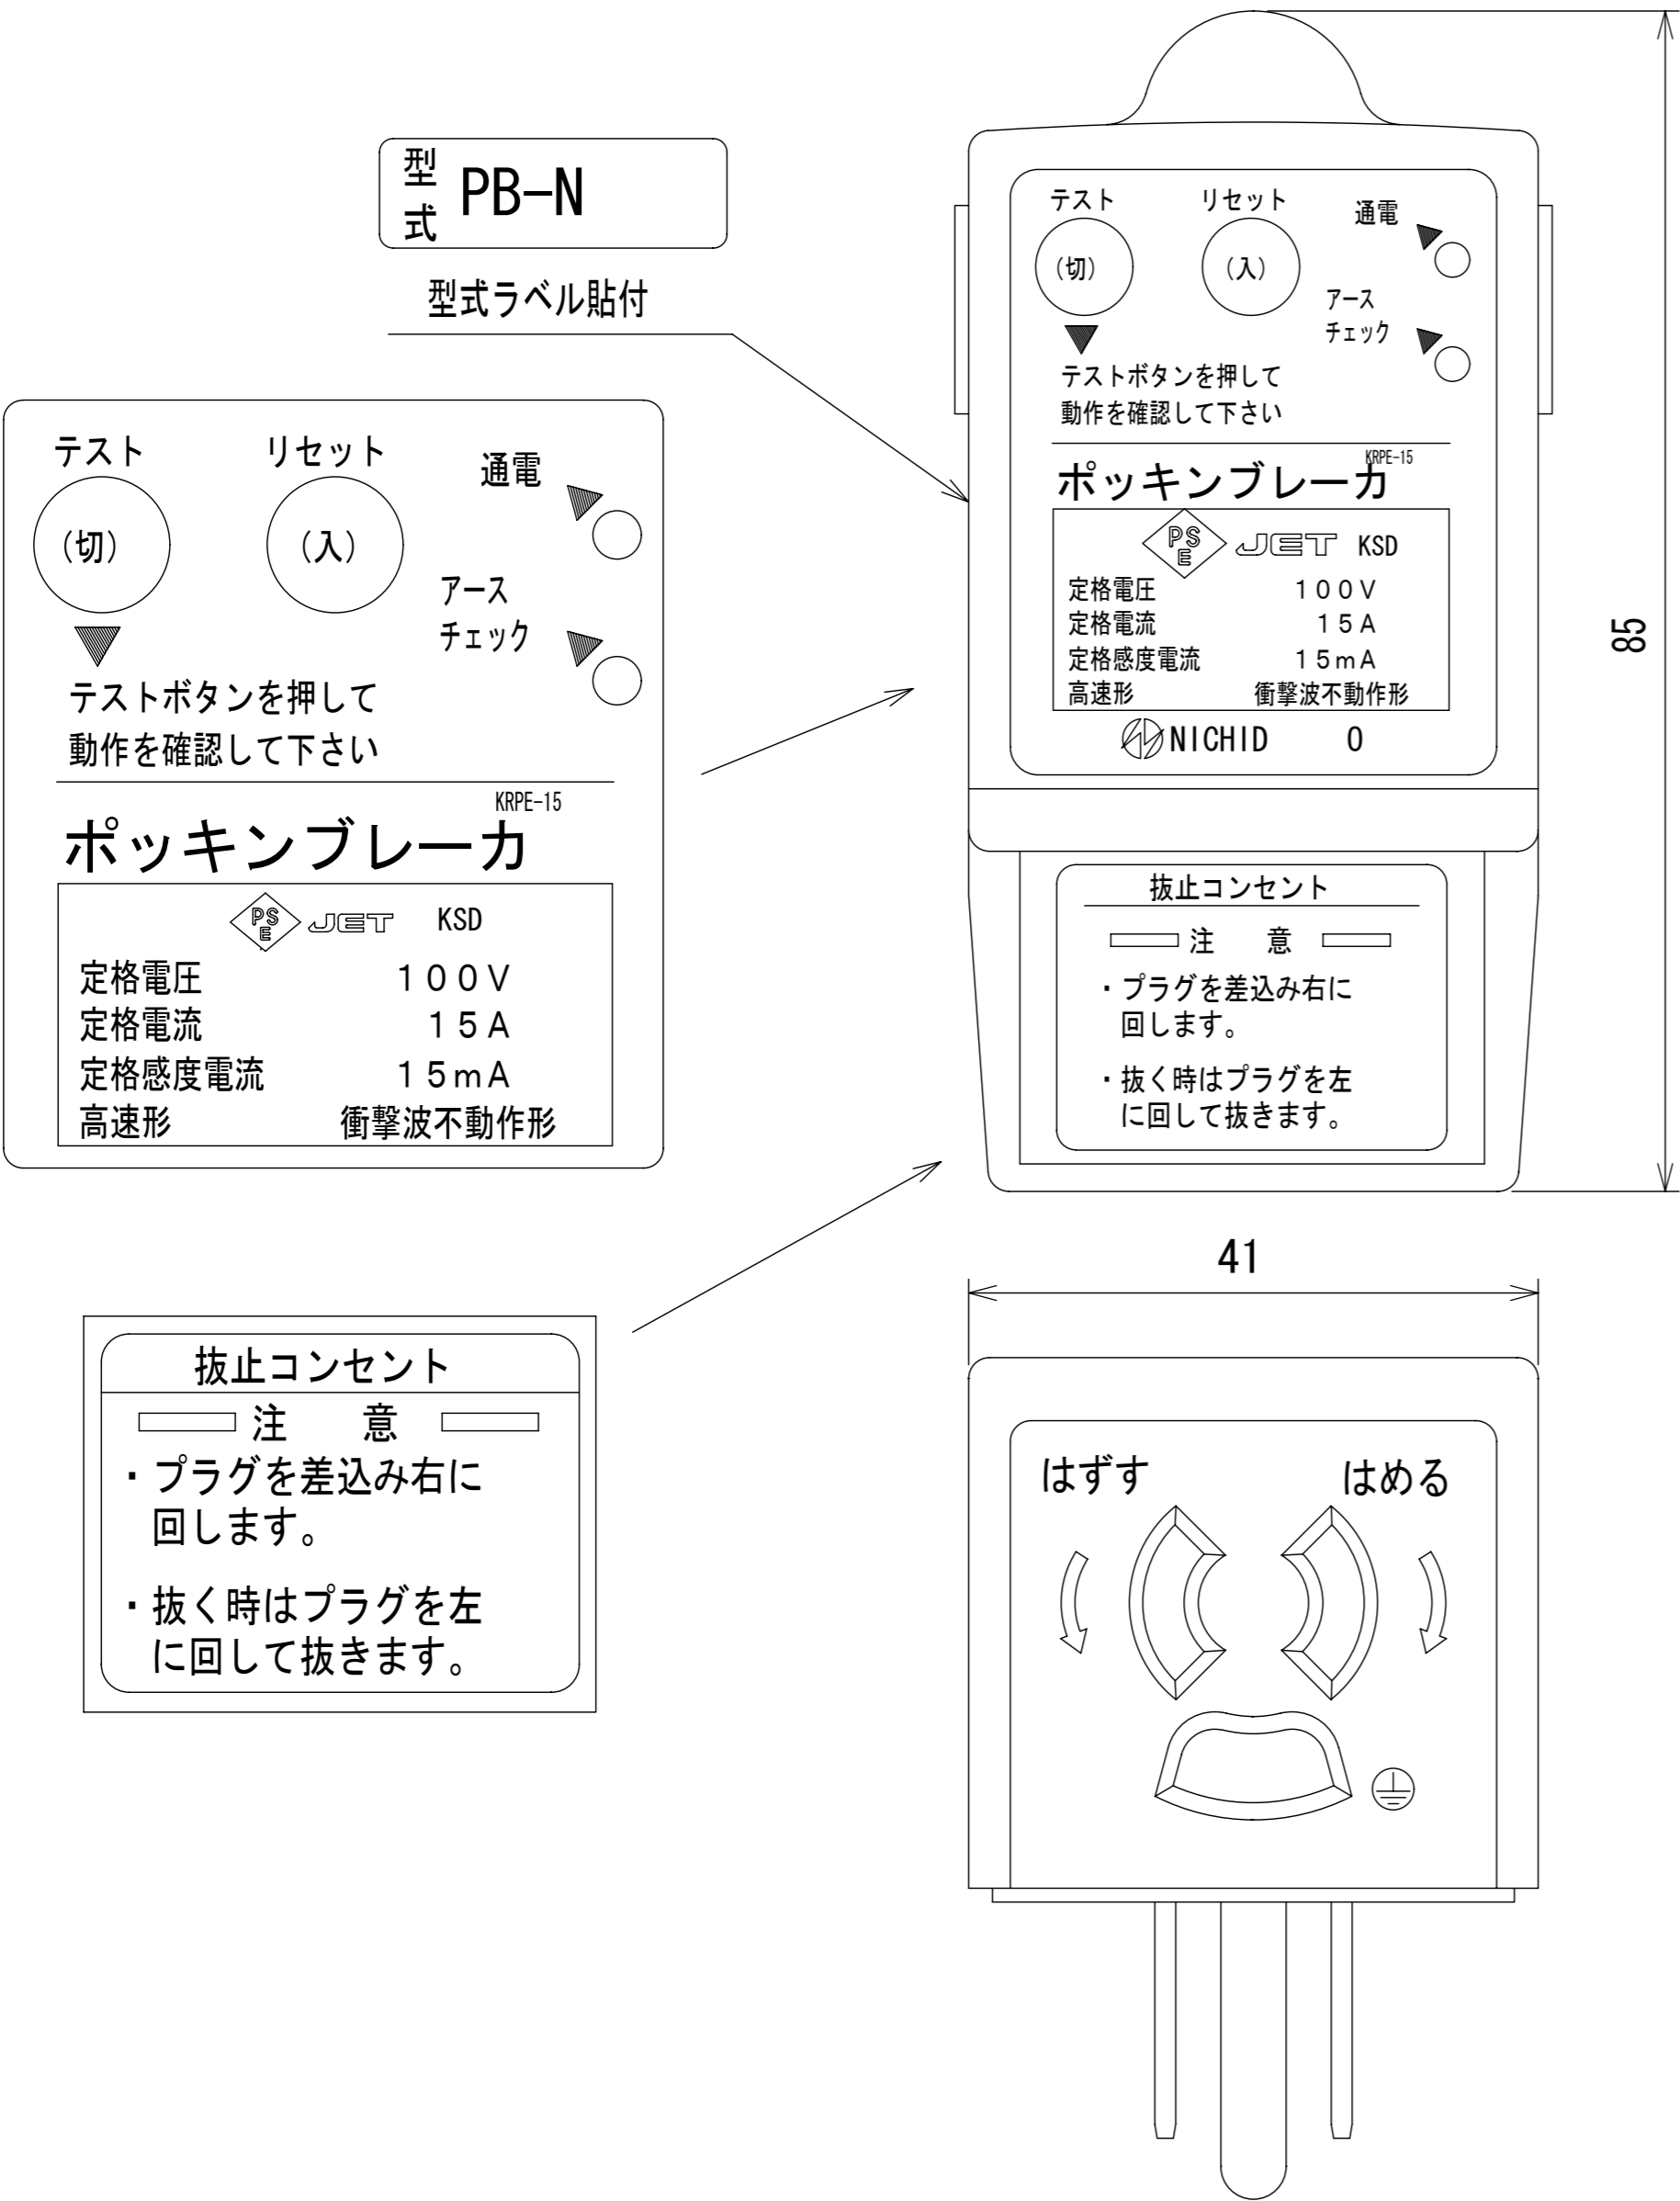 型式 PB-N
型式ラベル貼付
テスト リセット 通電
(切) (入)
アース
チェック
テストボタンを押して
動作を確認して下さい
KRPE-15
ポッキンブレーカ
PSE JET KSD
定格電圧 100V
定格電流 15A
定格感度電流 15mA
高速形 衝撃波不動作形
抜止コンセント
注 意
・プラグを差込み右に
回します。
・抜く時はプラグを左
に回して抜きます。
テスト リセット 通電
(切) (入)
アース
チェック
テストボタンを押して
動作を確認して下さい
KRPE-15
ポッキンブレーカ
PSE JET KSD
定格電圧 100V
定格電流 15A
定格感度電流 15mA
高速形 衝撃波不動作形
NICHID O
抜止コンセント
注 意
・プラグを差込み右に
回します。
・抜く時はプラグを左
に回して抜きます。
85
41
はずす はめる